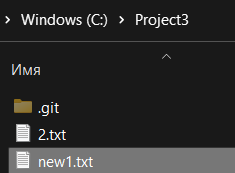 Windows (C:) > Project3
Имя
.git
2.txt
new1.txt